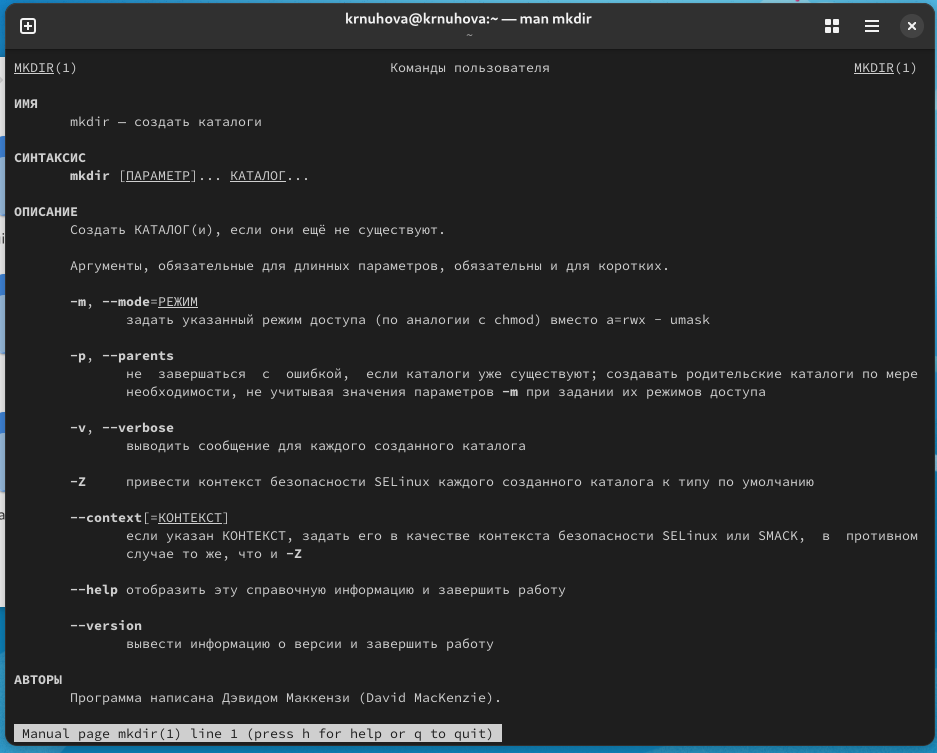 krnuhova@krnuhova:~ — man mkdir
~
MKDIR(1) Команды пользователя MKDIR(1)
ИМЯ
mkdir — создать каталоги
СИНТАКСИС
mkdir [ПАРАМЕТР]... КАТАЛОГ...
ОПИСАНИЕ
Создать КАТАЛОГ(и), если они ещё не существуют.
Аргументы, обязательные для длинных параметров, обязательны и для коротких.
-m, --mode=РЕЖИМ
задать указанный режим доступа (по аналогии с chmod) вместо a=rwx - umask
-p, --parents
не завершаться с ошибкой, если каталоги уже существуют; создавать родительские каталоги по мере
необходимости, не учитывая значения параметров -m при задании их режимов доступа
-v, --verbose
выводить сообщение для каждого созданного каталога
-Z привести контекст безопасности SELinux каждого созданного каталога к типу по умолчанию
--context[=КОНТЕКСТ]
если указан КОНТЕКСТ, задать его в качестве контекста безопасности SELinux или SMACK, в противном
случае то же, что и -Z
--help отобразить эту справочную информацию и завершить работу
--version
вывести информацию о версии и завершить работу
АВТОРЫ
Программа написана Дэвидом Маккензи (David MacKenzie).
Manual page mkdir(1) line 1 (press h for help or q to quit)